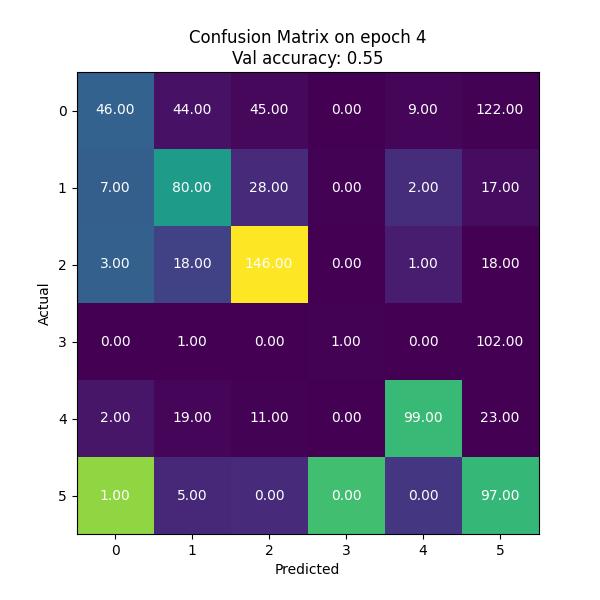 Confusion Matrix on epoch 4
Val accuracy: 0.55
0 46.00 44.00 45.00 0.00 9.00 122.00
1 7.00 80.00 28.00 0.00 2.00 17.00
2 3.00 18.00 146.00 0.00 1.00 18.00
Actual
3 0.00 1.00 0.00 1.00 0.00 102.00
4 2.00 19.00 11.00 0.00 99.00 23.00
5 1.00 5.00 0.00 0.00 0.00 97.00
0 1 2 3 4 5
Predicted